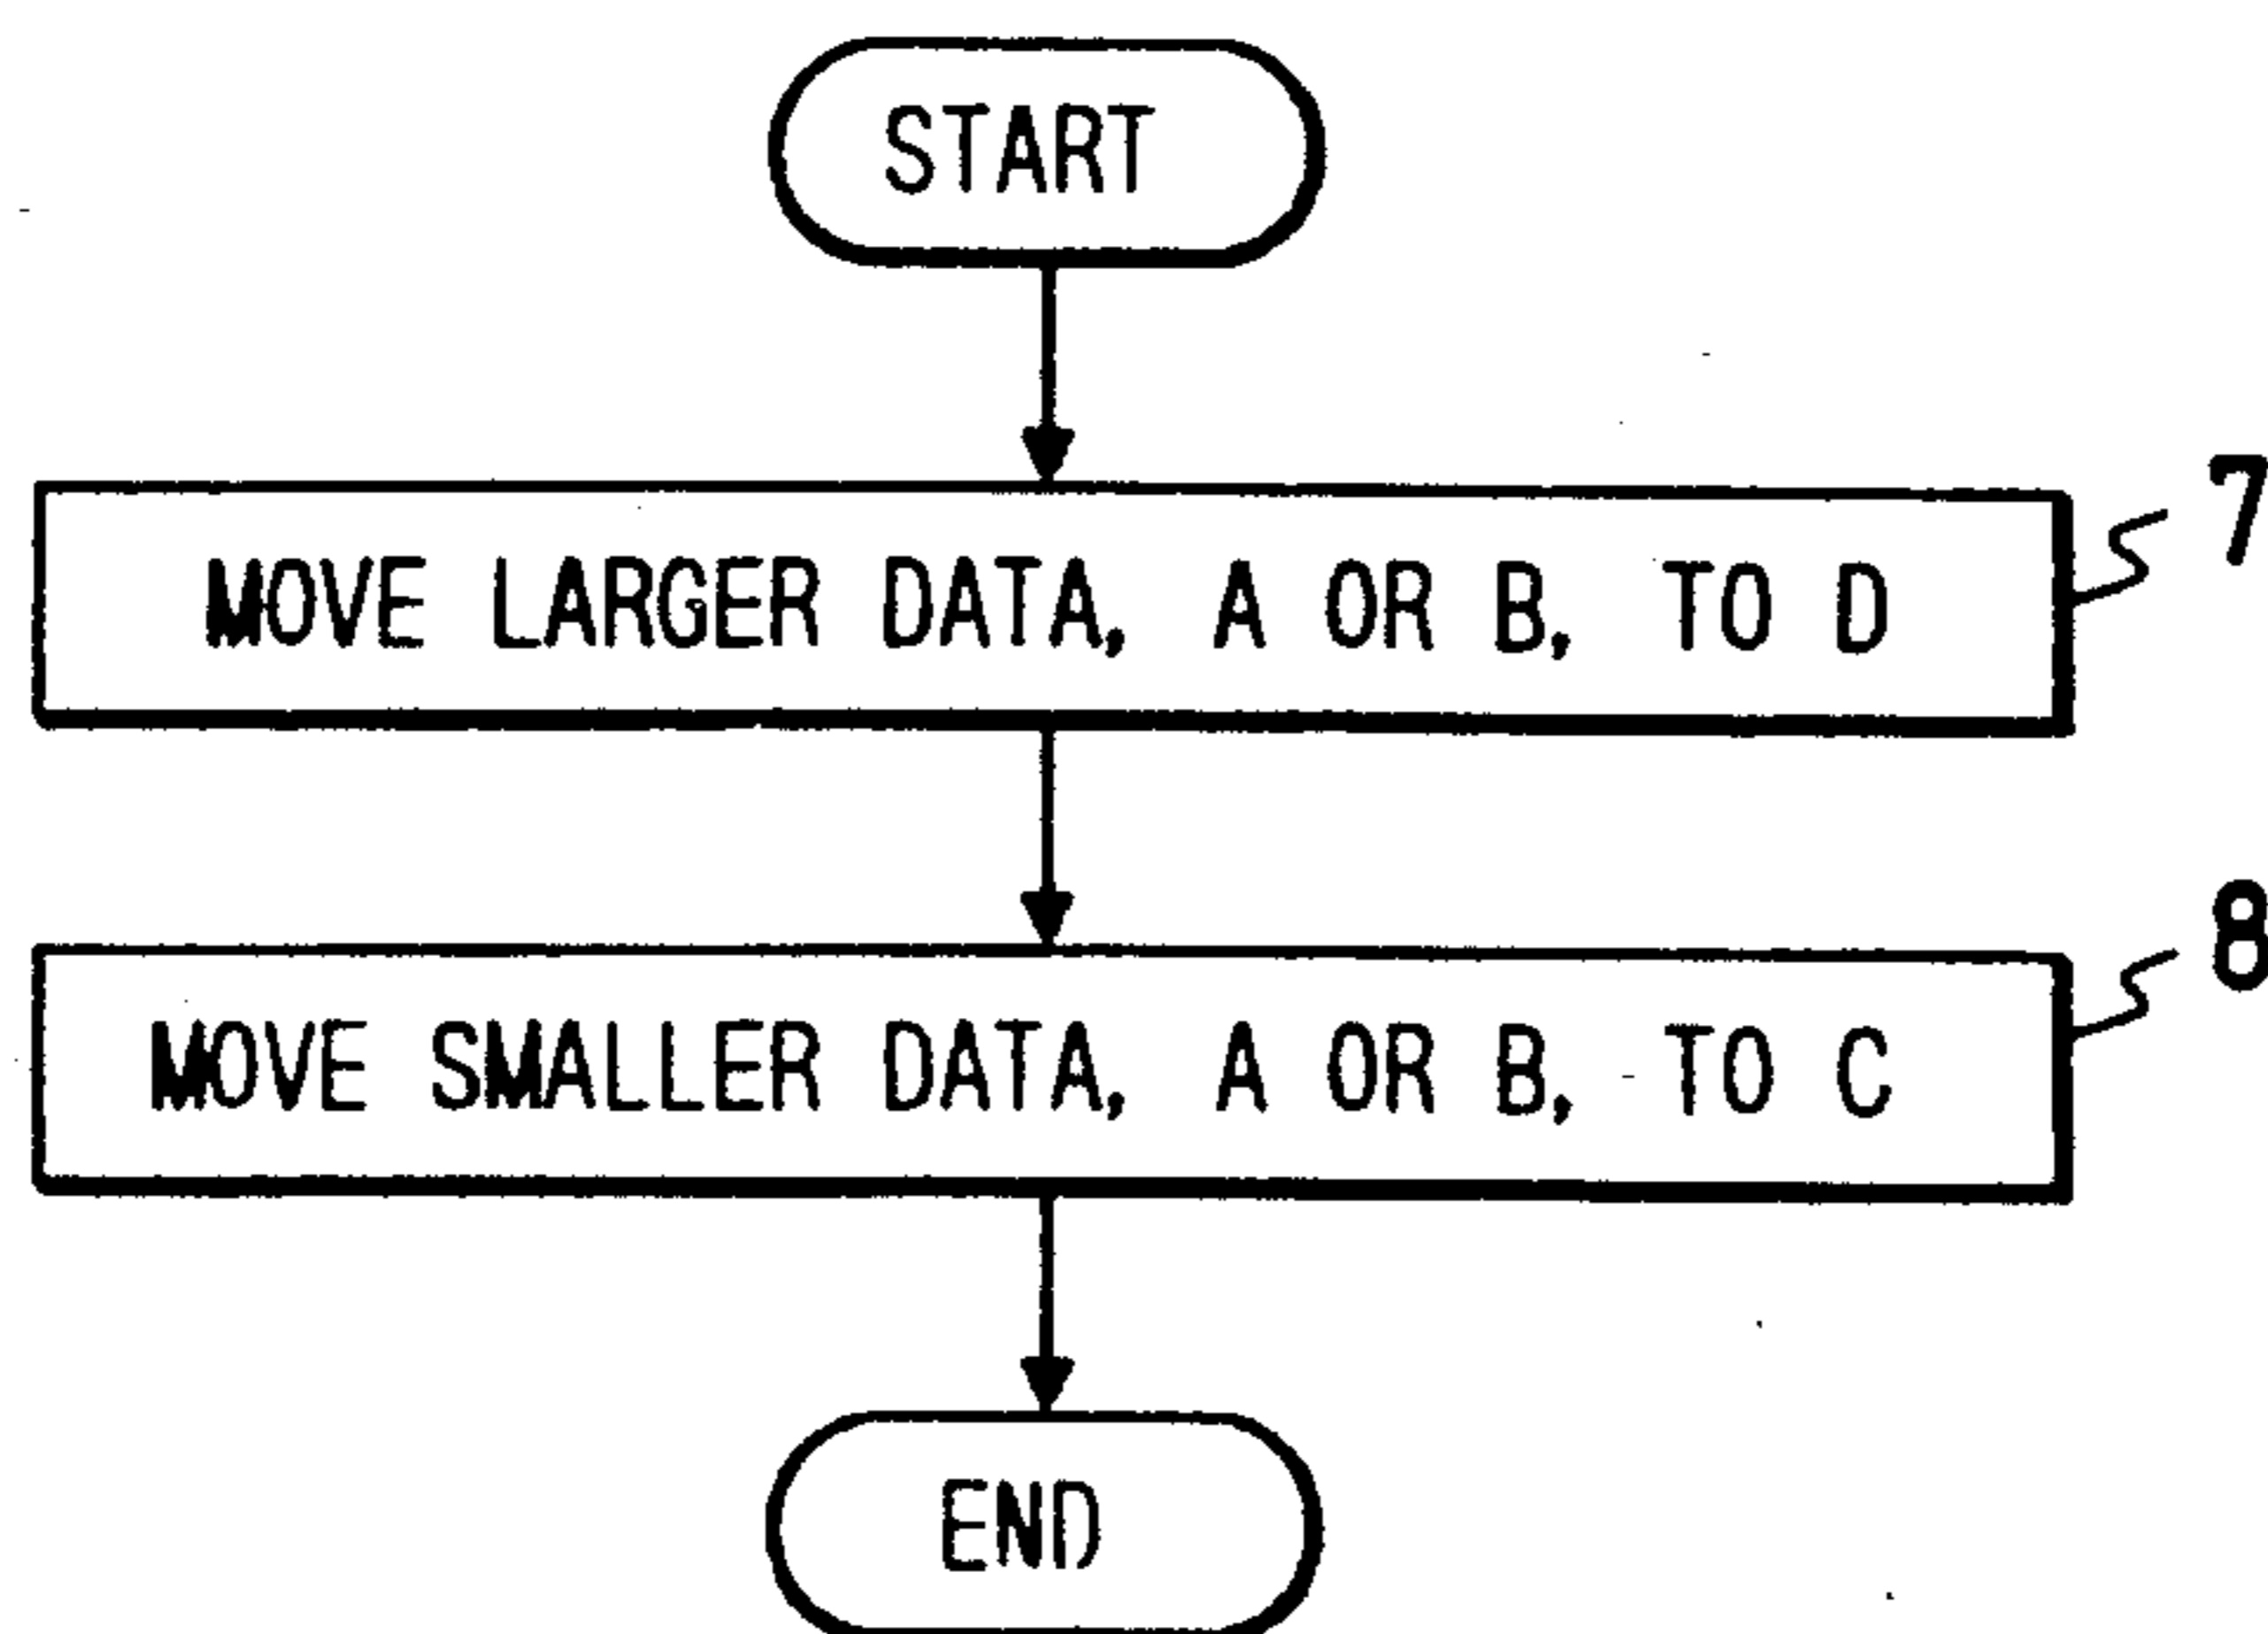 START
7
MOVE LARGER DATA, A OR B, TO D
8
MOVE SMALLER DATA, A OR B, TO C
END